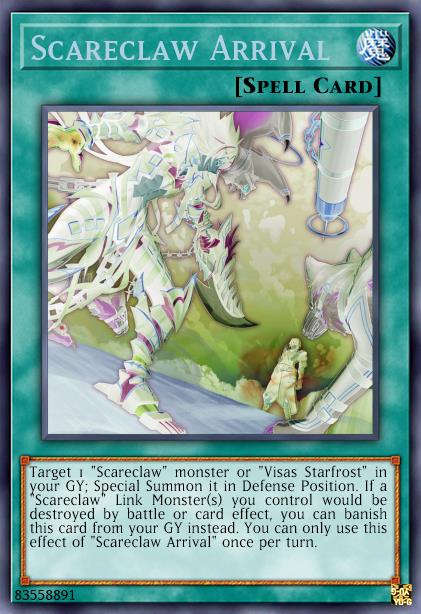 Scareclaw Arrival
魔
[Spell Card]
Target 1 "Scareclaw" monster or "Visas Starfrost" in
your GY; Special Summon it in Defense Position. If a
"Scareclaw" Link Monster(s) you control would be
destroyed by battle or card effect, you can banish
this card from your GY instead. You can only use this
effect of "Scareclaw Arrival" once per turn.
83558891